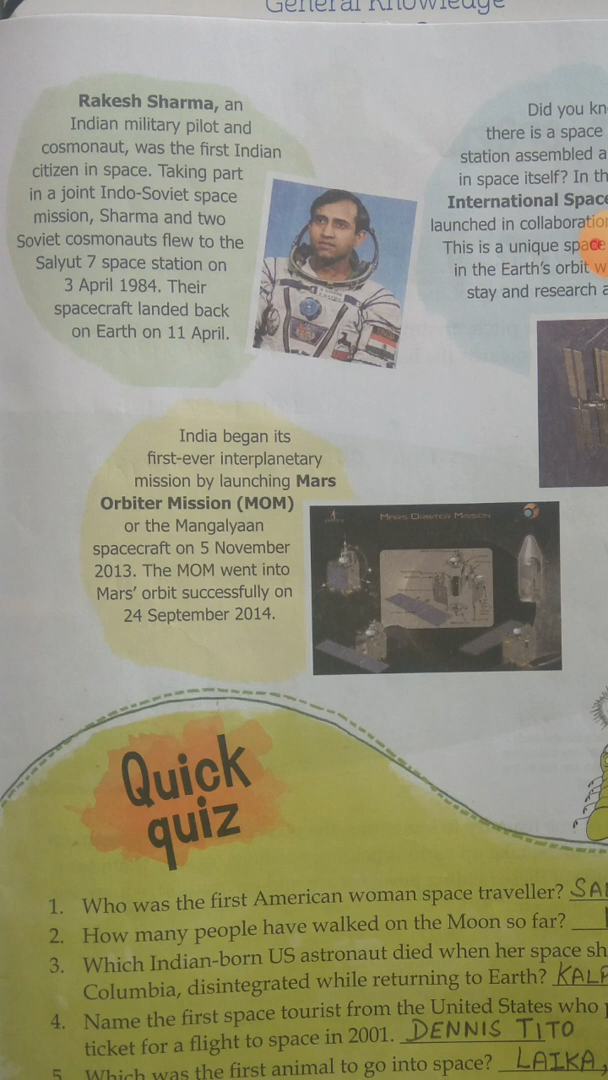 General Knowledge
Rakesh Sharma, an
Indian military pilot and
cosmonaut, was the first Indian
citizen in space. Taking part
in a joint Indo-Soviet space
mission, Sharma and two
Soviet cosmonauts flew to the
Salyut 7 space station on
3 April 1984. Their
spacecraft landed back
on Earth on 11 April.
Did you kn
there is a space
station assembled a
in space itself? In th
International Space
launched in collaboration
This is a unique space
in the Earth's orbit w
stay and research a
India began its
first-ever interplanetary
mission by launching Mars
Orbiter Mission (MOM)
or the Mangalyaan
spacecraft on 5 November
2013. The MOM went into
Mars' orbit successfully on
24 September 2014.
MARS ORBITER MISSION
Quick
quiz
1. Who was the first American woman space traveller? SAL
2. How many people have walked on the Moon so far?
3. Which Indian-born US astronaut died when her space sh
Columbia, disintegrated while returning to Earth? KALP
4. Name the first space tourist from the United States who p
ticket for a flight to space in 2001. DENNIS TITO
5. Which was the first animal to go into space? LAIKA,